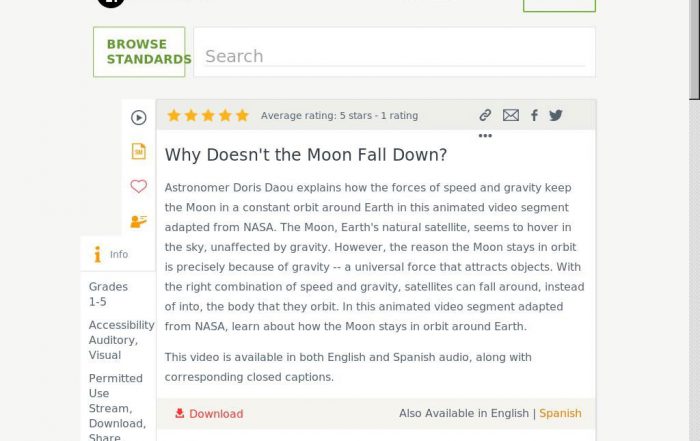 BROWSE
STANDARDS
Search
Average rating: 5 stars - 1 rating
Why Doesn't the Moon Fall Down?
Astronomer Doris Daou explains how the forces of speed and gravity keep
the Moon in a constant orbit around Earth in this animated video segment
adapted from NASA. The Moon, Earth's natural satellite, seems to hover in
the sky, unaffected by gravity. However, the reason the Moon stays in orbit
is precisely because of gravity -- a universal force that attracts objects. With
the right combination of speed and gravity, satellites can fall around, instead
of into, the body that they orbit. In this animated video segment adapted
from NASA, learn about how the Moon stays in orbit around Earth.
This video is available in both English and Spanish audio, along with
corresponding closed captions.
Download
Also Available in English | Spanish
Info
Grades
1-5
Accessibility
Auditory,
Visual
Permitted
Use
Stream,
Download,
Share